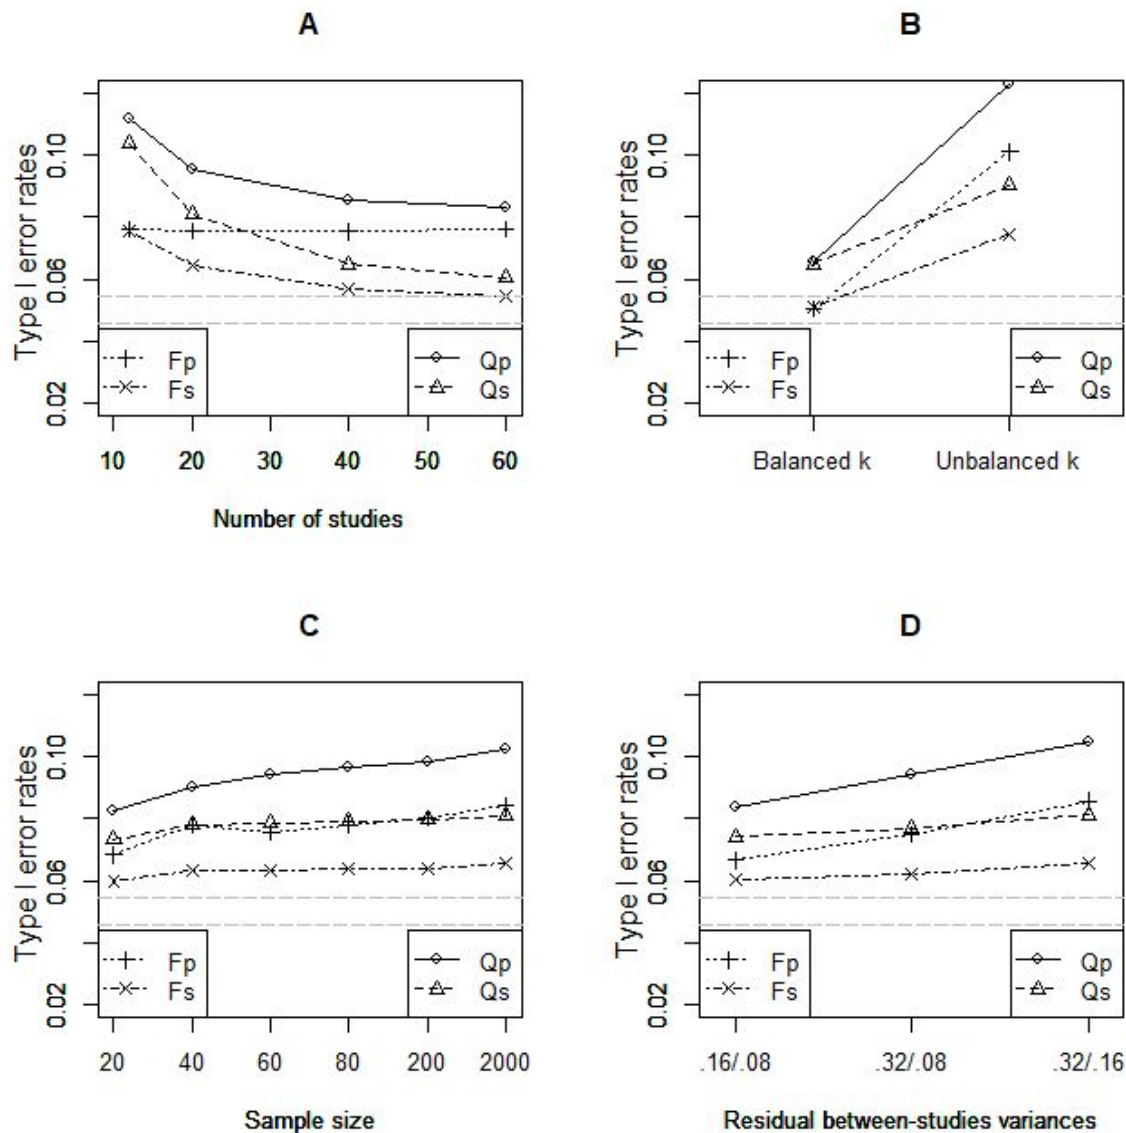 A
Type I error rates
0.10
0.06
0.02
Fp
Fs
Qp
Qs
10 20 30 40 50 60
Number of studies
B
Type I error rates
0.10
0.06
0.02
Fp
Fs
Qp
Qs
Balanced k Unbalanced k
C
Type I error rates
0.10
0.06
0.02
Fp
Fs
Qp
Qs
20 40 60 80 200 2000
Sample size
D
Type I error rates
0.10
0.06
0.02
Fp
Fs
Qp
Qs
.16/.08 .32/.08 .32/.16
Residual between-studies variances